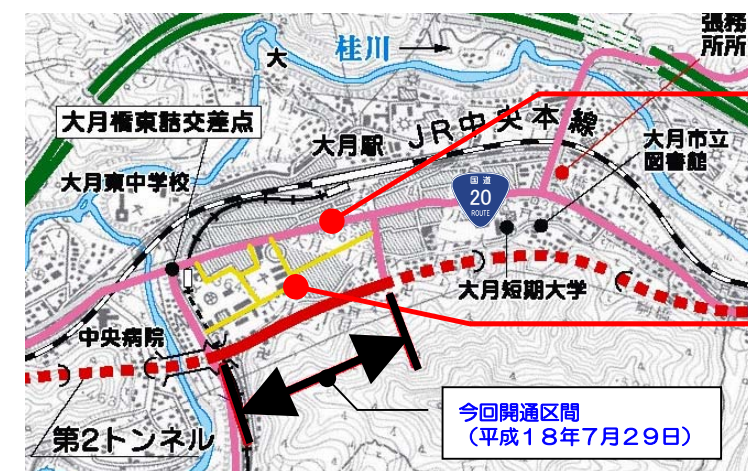 張務
所所
桂川
大
大月橋東詰交差点
JR中央本線
大月駅
大月市立
図書館
大月東中学校
国道
20
ROUTE
大月短期大学
中央病院
今回開通区間
（平成１８年７月２９日）
第２トンネル